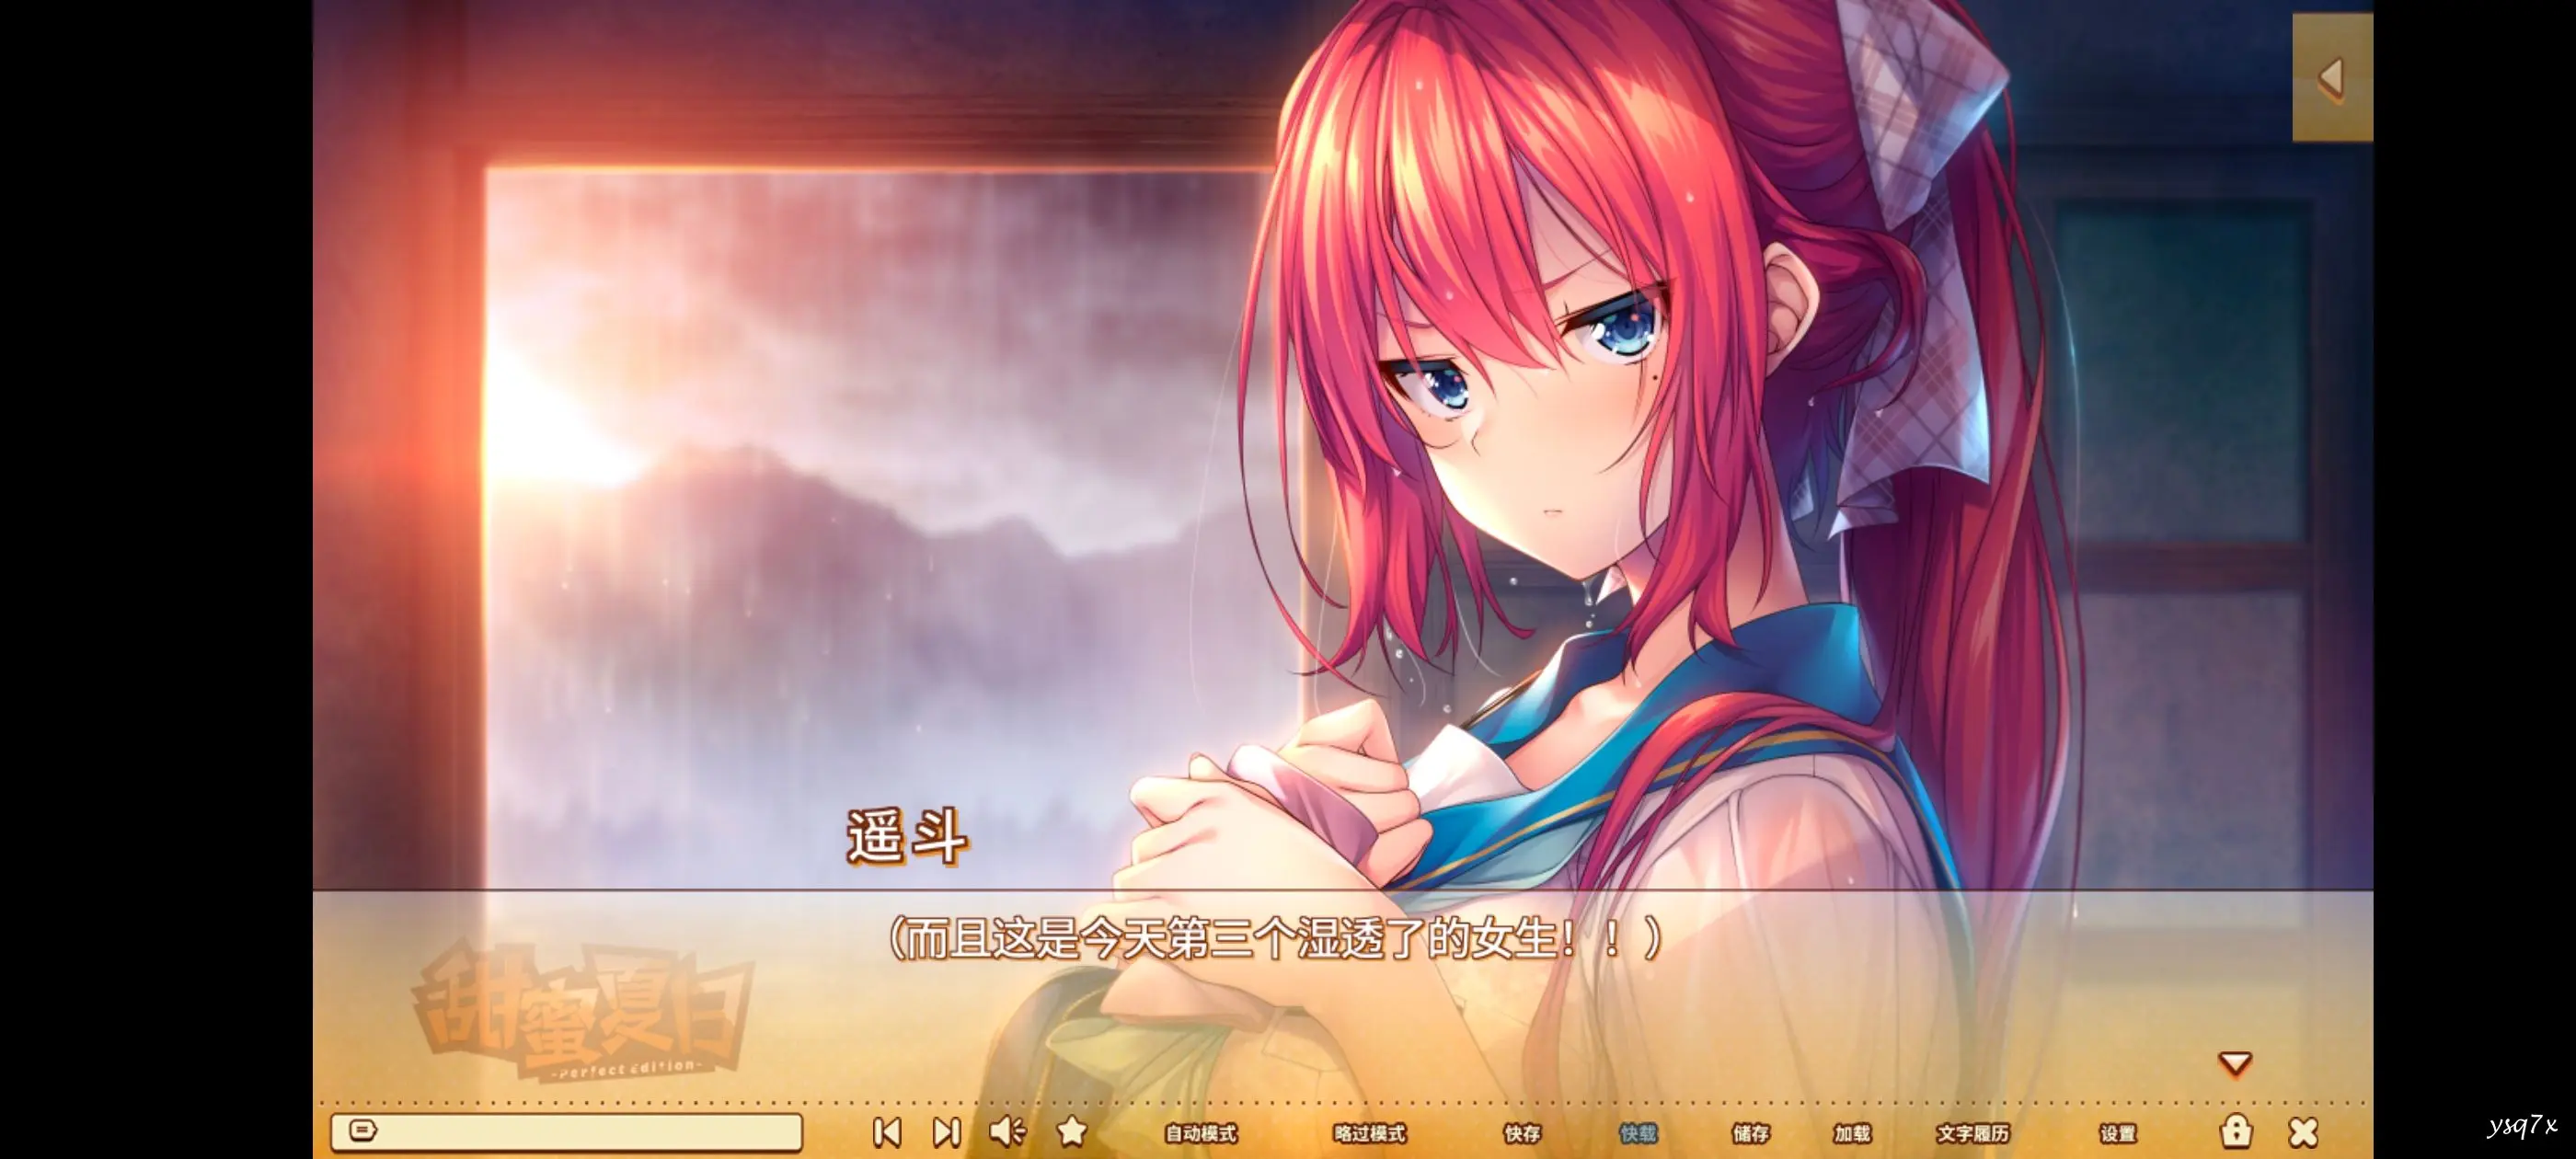 遥斗
（而且这是今天第三个湿透了的女生！！）
甜蜜夏日
-Perfect Edition-
自动模式 略过模式 快存 快载 储存 加载 文字履历 设置
ysq7x